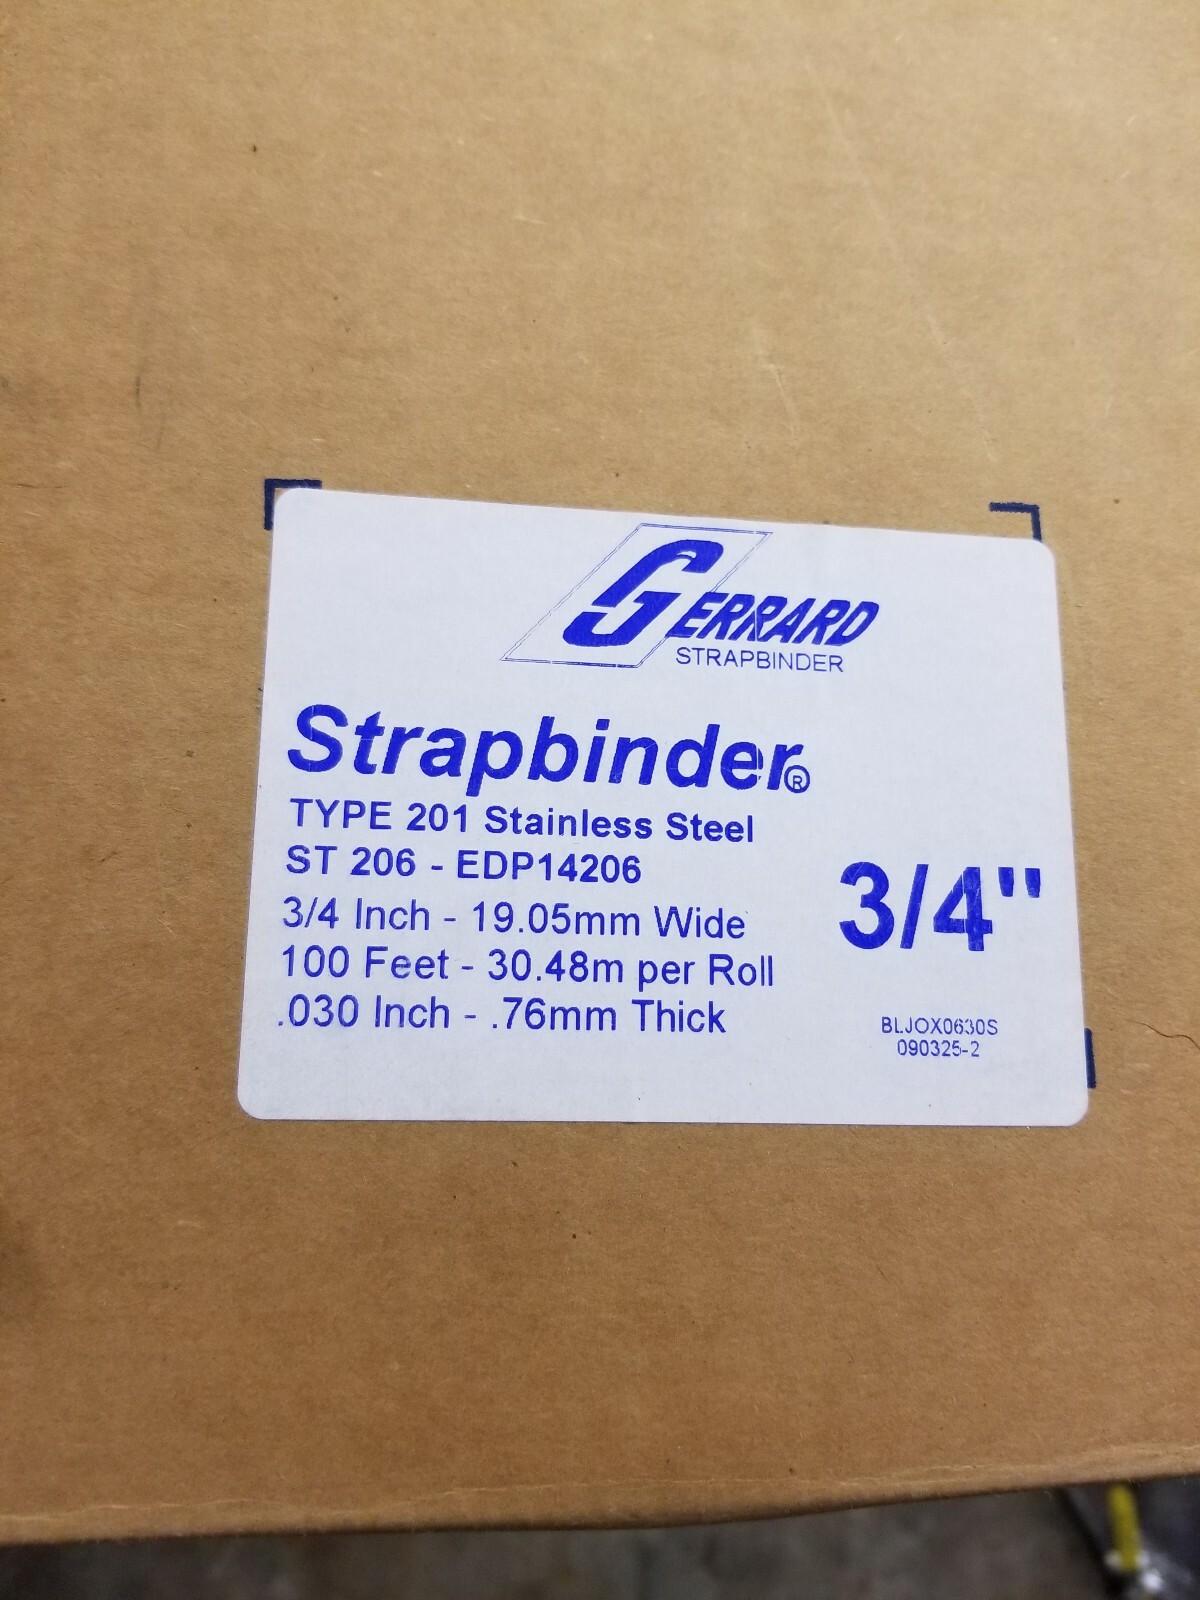 GERRARD
STRAPBINDER
Strapbinder®
TYPE 201 Stainless Steel
ST 206 - EDP14206
3/4 Inch - 19.05mm Wide
3/4"
100 Feet - 30.48m per Roll
.030 Inch - .76mm Thick
BLJOX0630S
090325-2